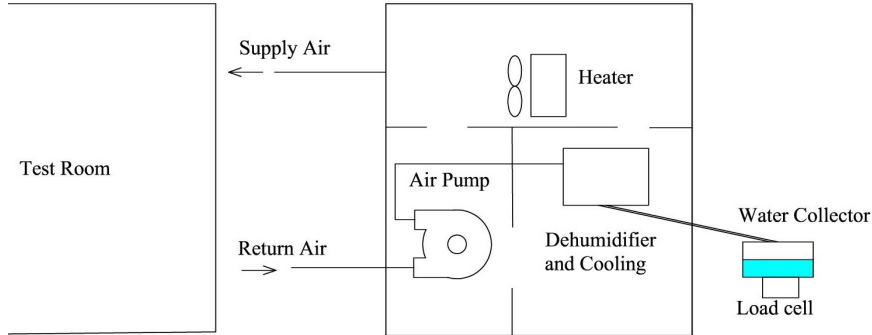 Supply Air
Heater
Test Room
Air Pump
Water Collector
Return Air
Dehumidifier
and Cooling
Load cell